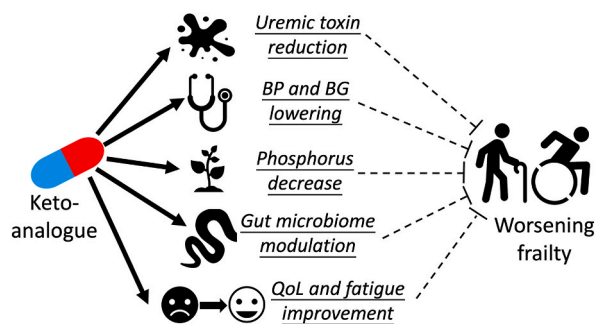 Uremic toxin
reduction
BP and BG
lowering
Phosphorus
decrease
Gut microbiome
modulation
QoL and fatigue
improvement
Keto-
analogue
Worsening
frailty